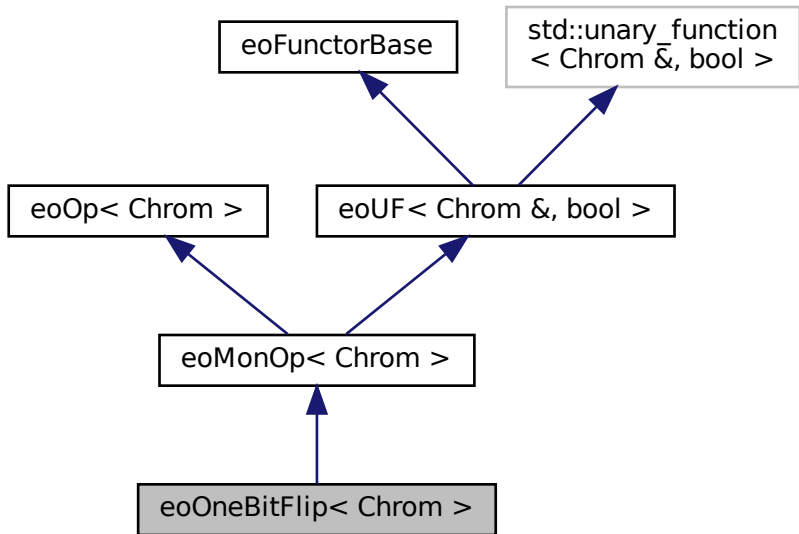 eoFunctorBase
std::unary_function
< Chrom &, bool >
eoOp< Chrom >
eoUF< Chrom &, bool >
eoMonOp< Chrom >
eoOneBitFlip< Chrom >